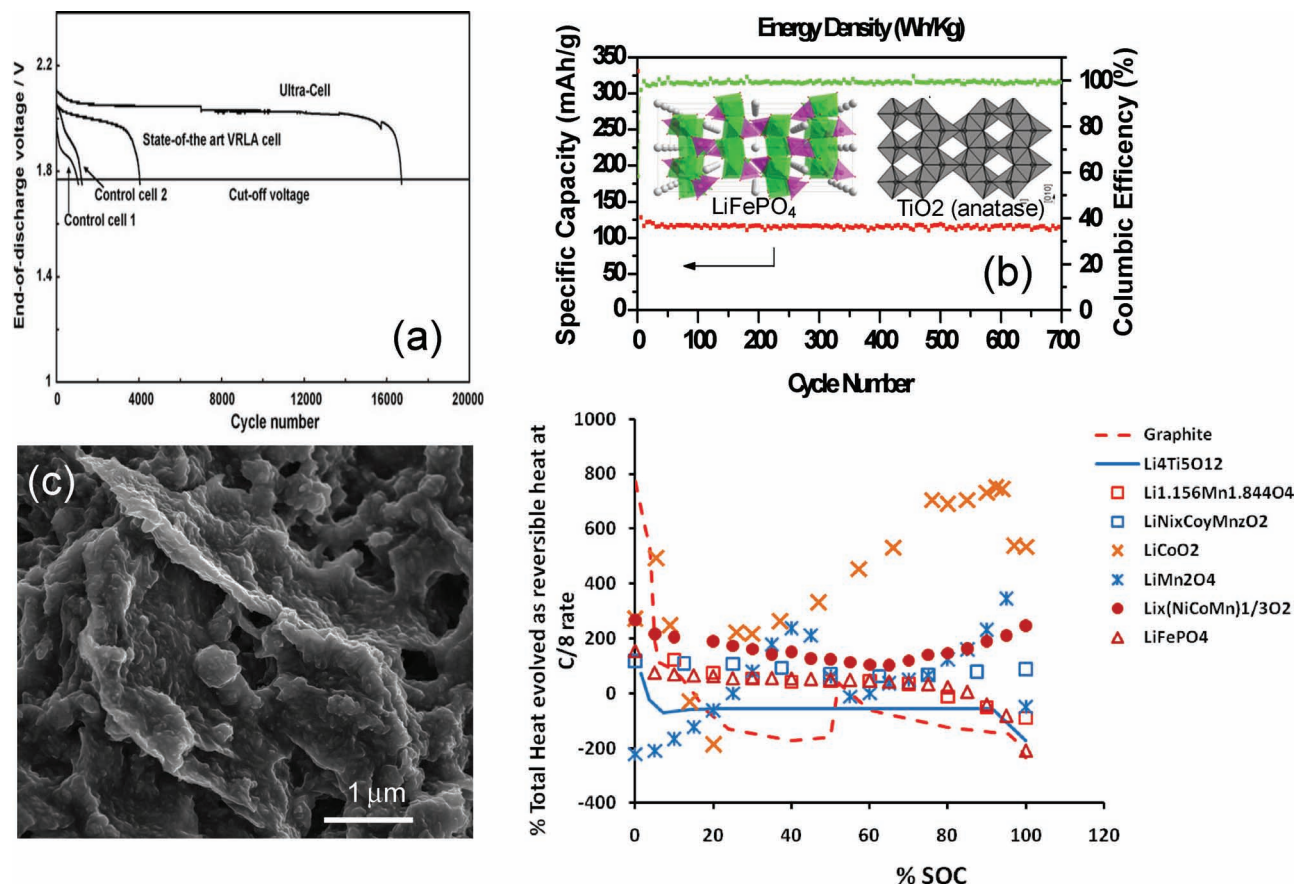 (a)
End-of-discharge voltage / V
2.2
1.8
1.4
1
Ultra-Cell
State-of-the art VRLA cell
Control cell 2
Control cell 1
Cut-off voltage
0 4000 8000 12000 16000 20000
Cycle number
Energy Density (Wh/Kg)
Specific Capacity (mAh/g)
350
300
250
200
150
125
100
75
50
25
0
LiFePO4
TiO2 (anatase)
[010]
(b)
100
80
60
40
20
0
Columbic Efficency (%)
0 100 200 300 400 500 600 700
Cycle Number
(c)
1 μm
% Total Heat evolved as reversible heat at
C/8 rate
1000
800
600
400
200
0
-200
-400
0 20 40 60 80 100 120
% SOC
Graphite
Li4Ti5O12
Li1.156Mn1.844O4
LiNixCoyMnzO2
LiCoO2
LiMn2O4
Lix(NiCoMn)1/3O2
LiFePO4